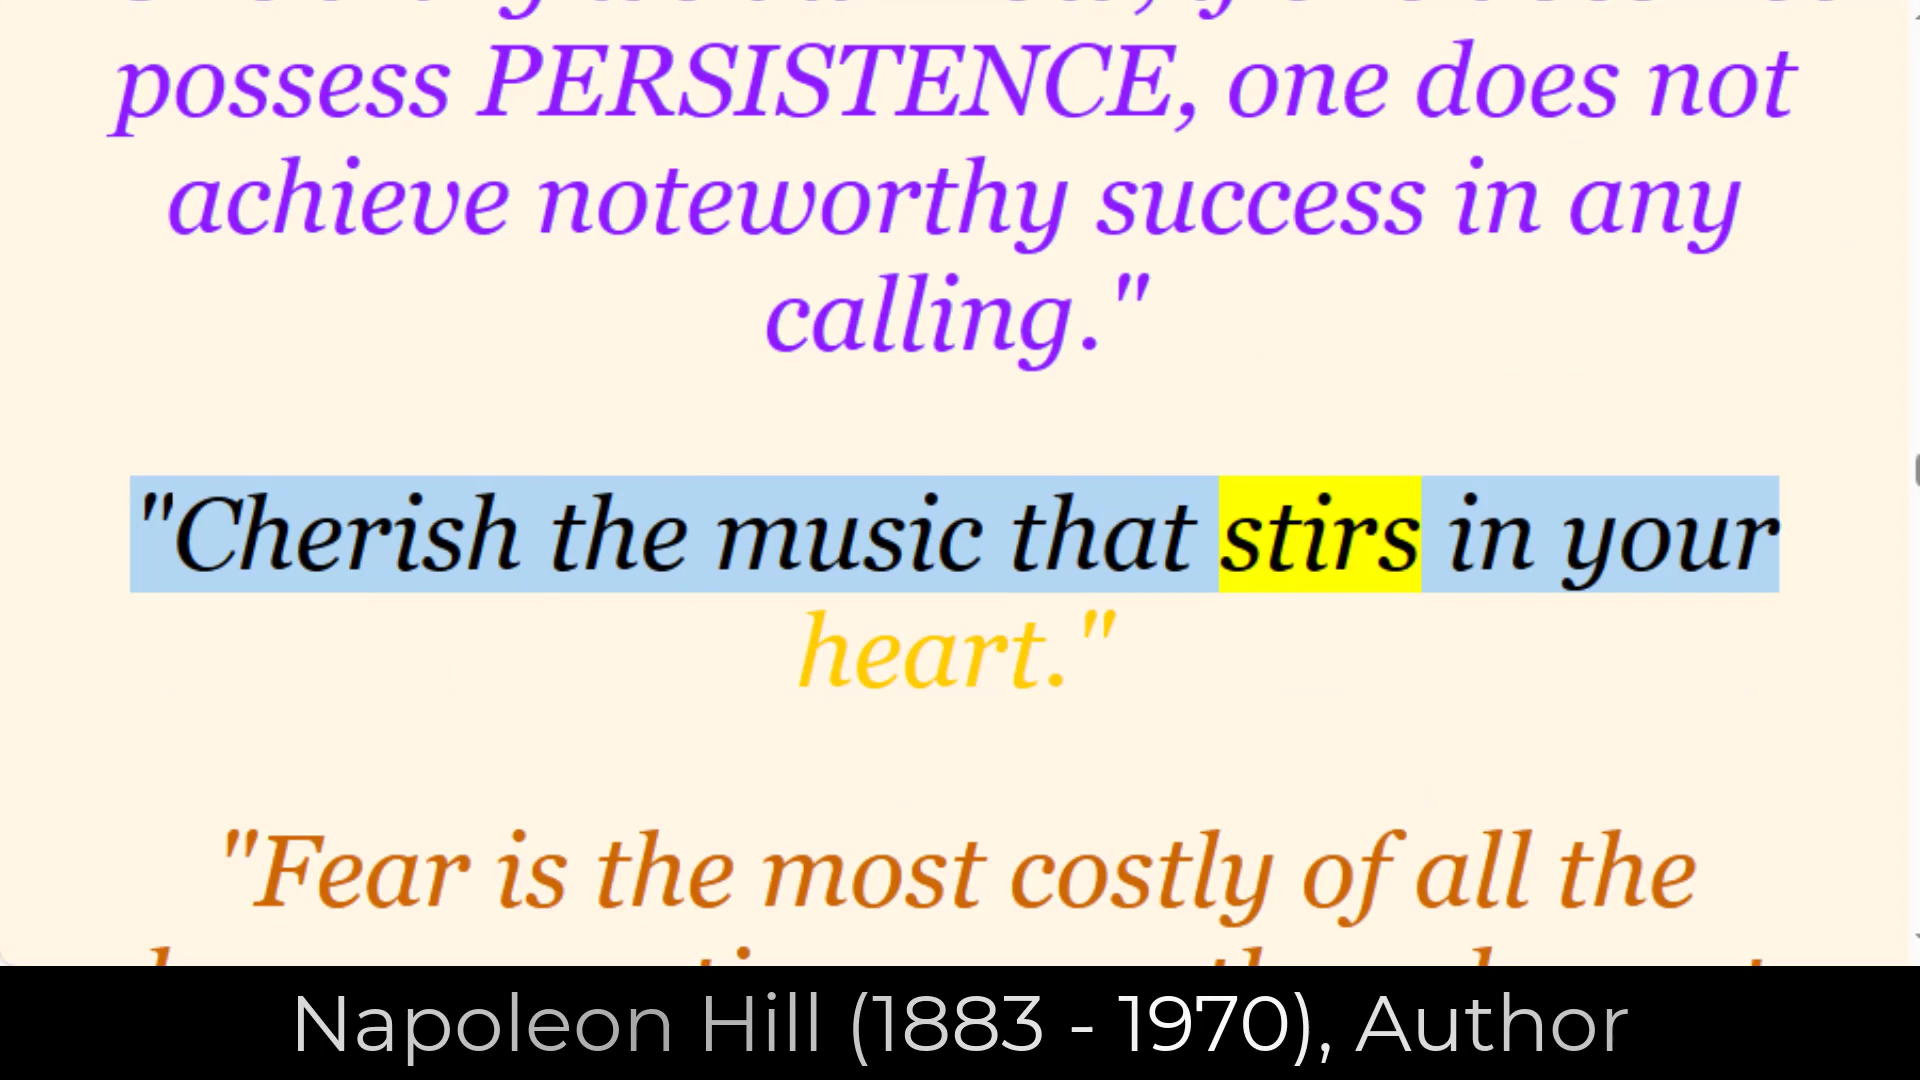 possess PERSISTENCE, one does not
achieve noteworthy success in any
calling."
"Cherish the music that stirs in your
heart."
"Fear is the most costly of all the
Napoleon Hill (1883 - 1970), Author